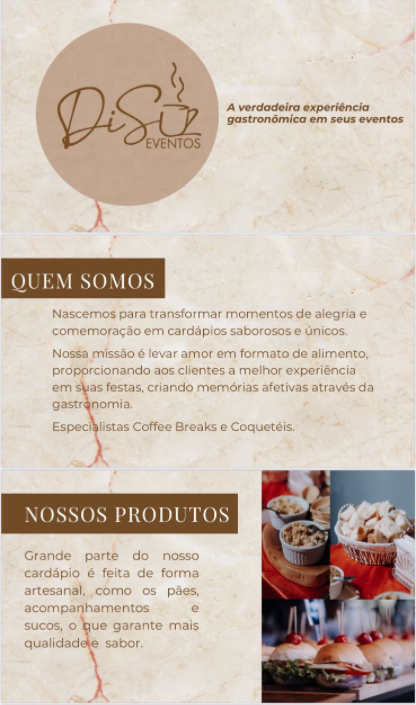 DiSúz
EVENTOS
A verdadeira experiência
gastronômica em seus eventos
QUEM SOMOS
Nascemos para transformar momentos de alegria e
comemoração em cardápios saborosos e únicos.
Nossa missão é levar amor em formato de alimento,
proporcionando aos clientes a melhor experiência
em suas festas, criando memórias afetivas através da
gastronomia.
Especialistas Coffee Breaks e Coquetéis.
NOSSOS PRODUTOS
Grande parte do nosso
cardápio é feita de forma
artesanal, como os pães,
acompanhamentos e
sucos, o que garante mais
qualidade e sabor.